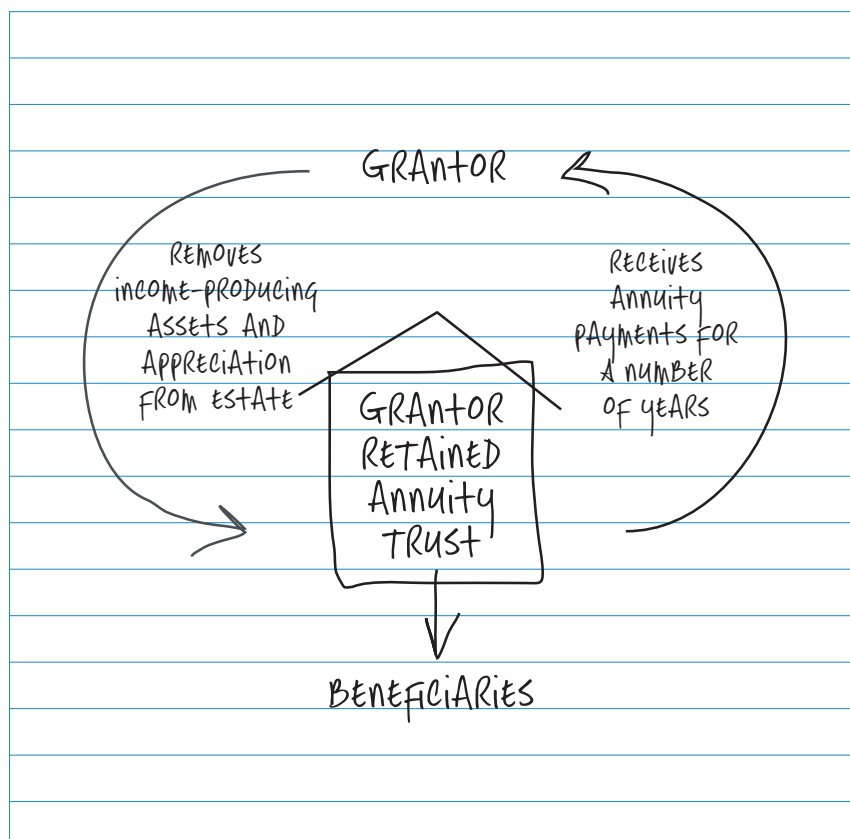 GRANTOR
REMOVES
INCOME-PRODUCING
ASSETS AND
APPRECIATION
FROM ESTATE
RECEIVES
ANNUITY
PAYMENTS FOR
A NUMBER
OF YEARS
GRANTOR
RETAINED
ANNUITY
TRUST
BENEFICIARIES